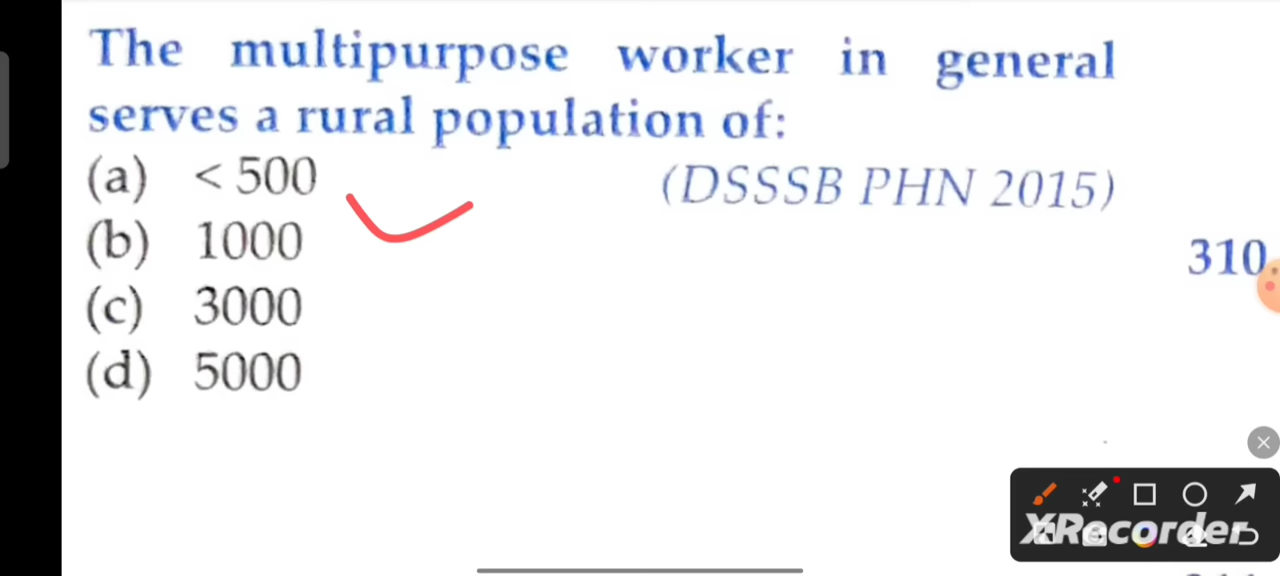 The multipurpose worker in general
serves a rural population of:
(a) < 500
(DSSSB PHN 2015)
(b) 1000
310
(c) 3000
(d) 5000
XRecorder